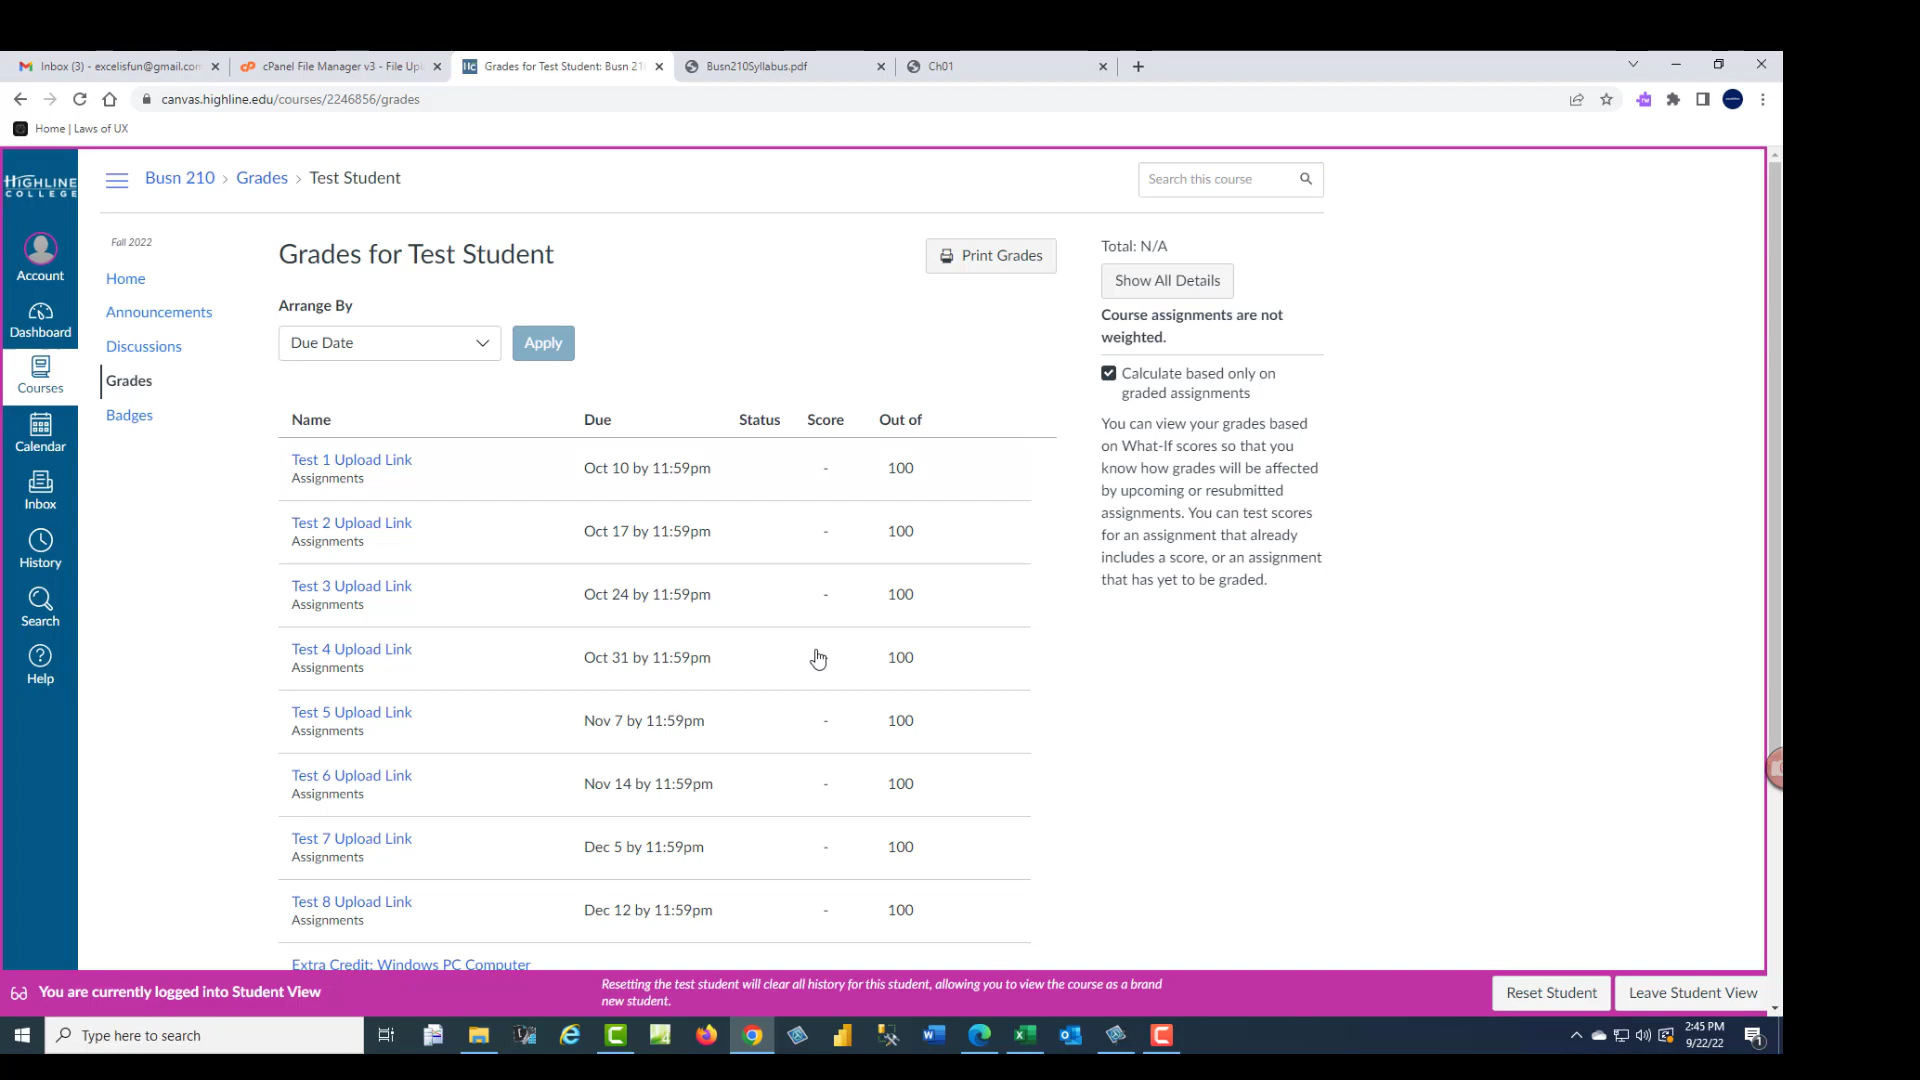 Inbox (3) - excelisfun@gmail.com
cPanel File Manager v3 - File Upl
Grades for Test Student: Busn 21
Busn210Syllabus.pdf
Ch01
canvas.highline.edu/courses/2246856/grades
Home | Laws of UX
HIGHLINE
COLLEGE
Account
Dashboard
Courses
Calendar
Inbox
History
Search
Help
Busn 210 › Grades › Test Student
Search this course
Fall 2022
Home
Announcements
Discussions
Grades
Badges
Grades for Test Student
Print Grades
Arrange By
Due Date
Apply
Name Due Status Score Out of
Test 1 Upload Link
Assignments
Oct 10 by 11:59pm - 100
Test 2 Upload Link
Assignments
Oct 17 by 11:59pm - 100
Test 3 Upload Link
Assignments
Oct 24 by 11:59pm - 100
Test 4 Upload Link
Assignments
Oct 31 by 11:59pm - 100
Test 5 Upload Link
Assignments
Nov 7 by 11:59pm - 100
Test 6 Upload Link
Assignments
Nov 14 by 11:59pm - 100
Test 7 Upload Link
Assignments
Dec 5 by 11:59pm - 100
Test 8 Upload Link
Assignments
Dec 12 by 11:59pm - 100
Extra Credit: Windows PC Computer
Total: N/A
Show All Details
Course assignments are not
weighted.
Calculate based only on
graded assignments
You can view your grades based
on What-If scores so that you
know how grades will be affected
by upcoming or resubmitted
assignments. You can test scores
for an assignment that already
includes a score, or an assignment
that has yet to be graded.
You are currently logged into Student View
Resetting the test student will clear all history for this student, allowing you to view the course as a brand
new student.
Reset Student
Leave Student View
Type here to search
2:45 PM
9/22/22